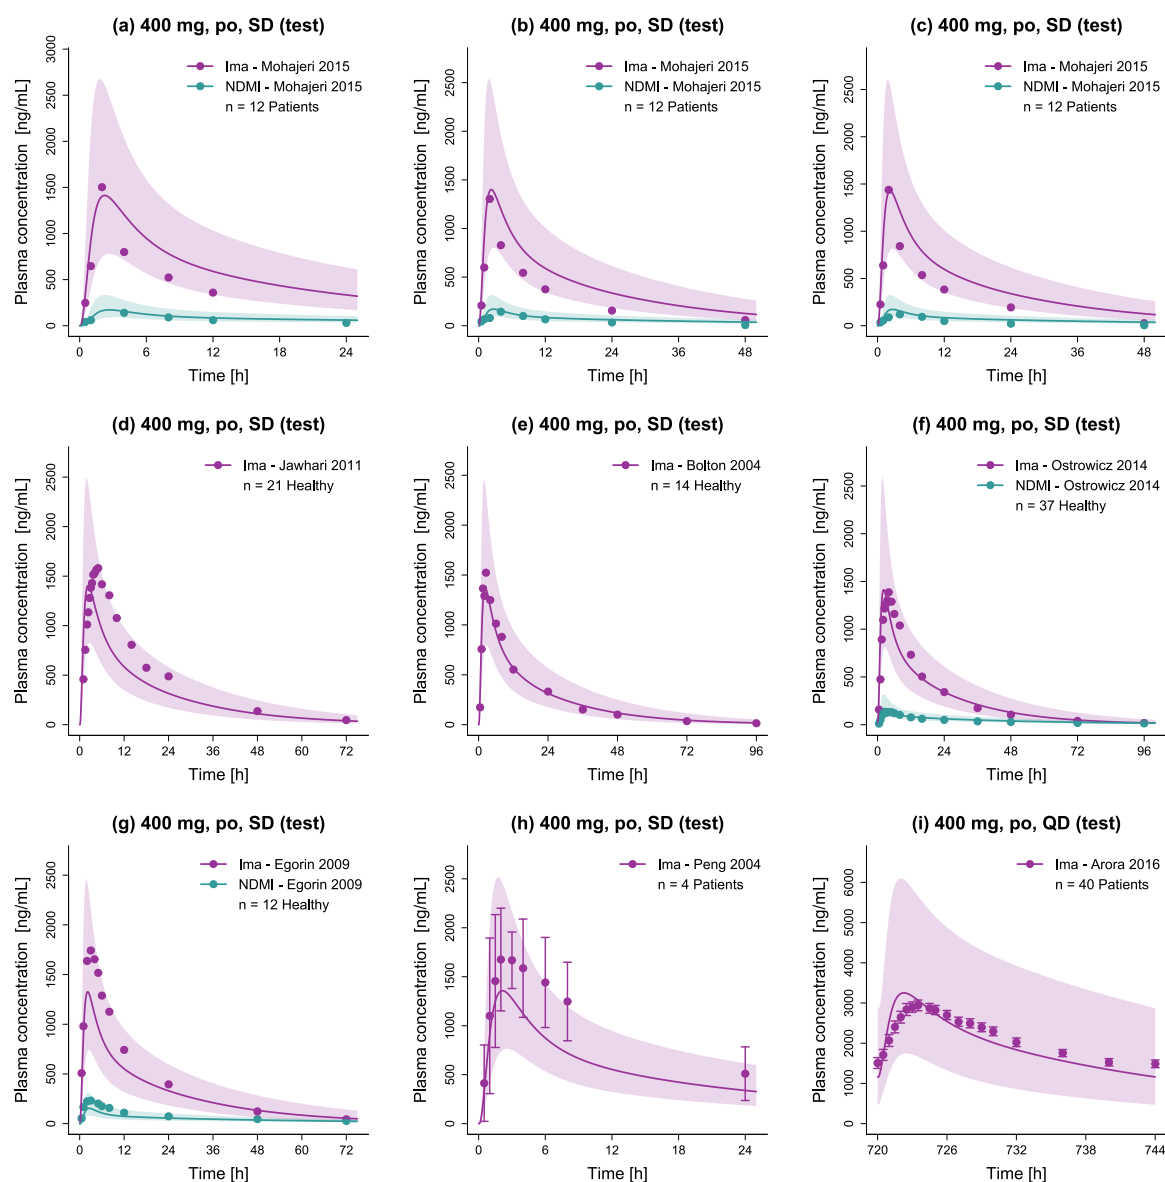 (a) 400 mg, po, SD (test)
Plasma concentration [ng/mL]
3000
2500
2000
1500
1000
500
0
Ima - Mohajeri 2015
NDMI - Mohajeri 2015
n = 12 Patients
0 6 12 18 24
Time [h]
(b) 400 mg, po, SD (test)
Plasma concentration [ng/mL]
2500
2000
1500
1000
500
0
Ima - Mohajeri 2015
NDMI - Mohajeri 2015
n = 12 Patients
0 12 24 36 48
Time [h]
(c) 400 mg, po, SD (test)
Plasma concentration [ng/mL]
2500
2000
1500
1000
500
0
Ima - Mohajeri 2015
NDMI - Mohajeri 2015
n = 12 Patients
0 12 24 36 48
Time [h]
(d) 400 mg, po, SD (test)
Plasma concentration [ng/mL]
2500
2000
1500
1000
500
0
Ima - Jawhari 2011
n = 21 Healthy
0 12 24 36 48 60 72
Time [h]
(e) 400 mg, po, SD (test)
Plasma concentration [ng/mL]
2500
2000
1500
1000
500
0
Ima - Bolton 2004
n = 14 Healthy
0 24 48 72 96
Time [h]
(f) 400 mg, po, SD (test)
Plasma concentration [ng/mL]
2500
2000
1500
1000
500
0
Ima - Ostrowicz 2014
NDMI - Ostrowicz 2014
n = 37 Healthy
0 24 48 72 96
Time [h]
(g) 400 mg, po, SD (test)
Plasma concentration [ng/mL]
2500
2000
1500
1000
500
0
Ima - Egorin 2009
NDMI - Egorin 2009
n = 12 Healthy
0 12 24 36 48 60 72
Time [h]
(h) 400 mg, po, SD (test)
Plasma concentration [ng/mL]
2500
2000
1500
1000
500
0
Ima - Peng 2004
n = 4 Patients
0 6 12 18 24
Time [h]
(i) 400 mg, po, QD (test)
Plasma concentration [ng/mL]
6000
5000
4000
3000
2000
1000
0
Ima - Arora 2016
n = 40 Patients
720 726 732 738 744
Time [h]